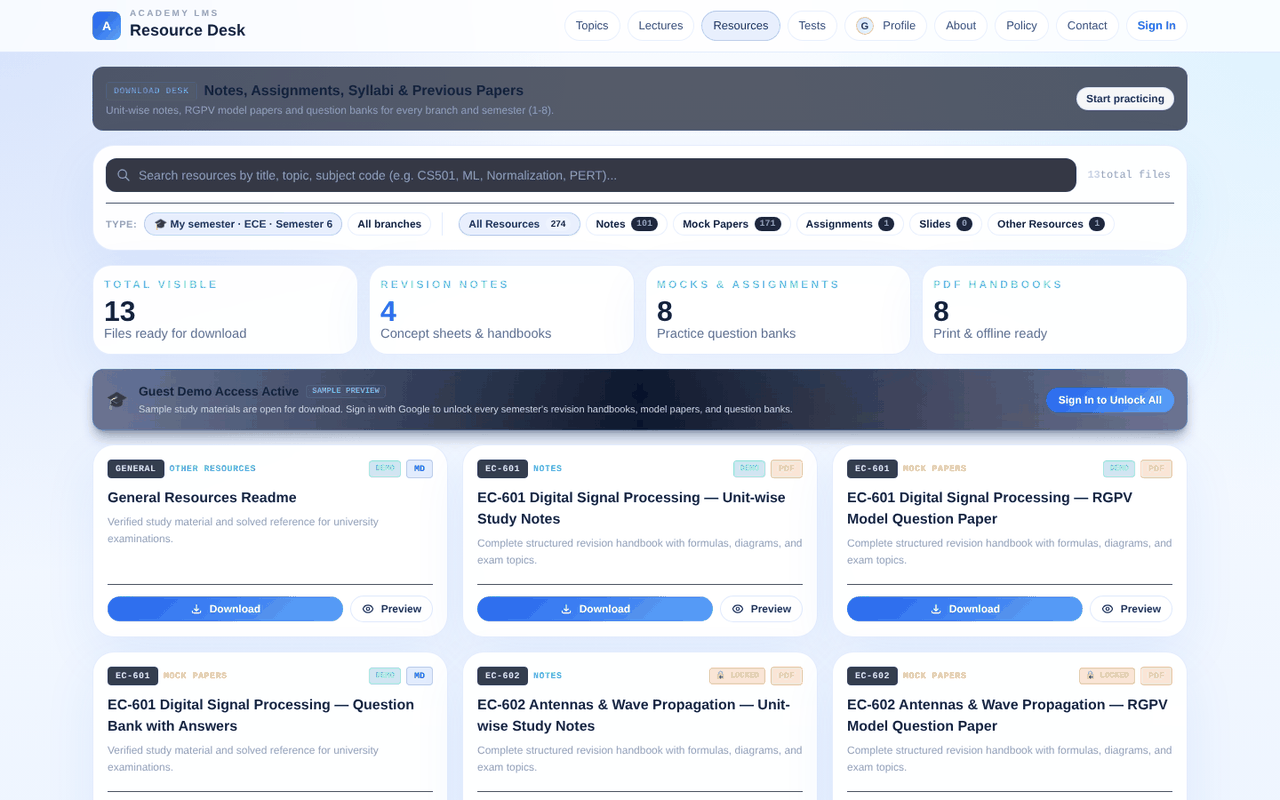 A
ACADEMY LMS
Resource Desk
Topics
Lectures
Resources
Tests
G Profile
About
Policy
Contact
Sign In
DOWNLOAD DESK Notes, Assignments, Syllabi & Previous Papers
Unit-wise notes, RGPV model papers and question banks for every branch and semester (1-8).
Start practicing
Search resources by title, topic, subject code (e.g. CS501, ML, Normalization, PERT)...
13total files
TYPE: 🎓 My semester · ECE · Semester 6 All branches All Resources 274 Notes 101 Mock Papers 171 Assignments 1 Slides 0 Other Resources 1
TOTAL VISIBLE
13
Files ready for download
REVISION NOTES
4
Concept sheets & handbooks
MOCKS & ASSIGNMENTS
8
Practice question banks
PDF HANDBOOKS
8
Print & offline ready
Guest Demo Access Active SAMPLE PREVIEW
Sample study materials are open for download. Sign in with Google to unlock every semester's revision handbooks, model papers, and question banks.
Sign In to Unlock All
GENERAL OTHER RESOURCES DEMO MD
General Resources Readme
Verified study material and solved reference for university
examinations.
Download Preview
EC-601 NOTES DEMO PDF
EC-601 Digital Signal Processing — Unit-wise
Study Notes
Complete structured revision handbook with formulas, diagrams, and
exam topics.
Download Preview
EC-601 MOCK PAPERS DEMO PDF
EC-601 Digital Signal Processing — RGPV
Model Question Paper
Complete structured revision handbook with formulas, diagrams, and
exam topics.
Download Preview
EC-601 MOCK PAPERS DEMO MD
EC-601 Digital Signal Processing — Question
Bank with Answers
Verified study material and solved reference for university
examinations.
EC-602 NOTES 🔒 LOCKED PDF
EC-602 Antennas & Wave Propagation — Unit-
wise Study Notes
Complete structured revision handbook with formulas, diagrams, and
exam topics.
EC-602 MOCK PAPERS 🔒 LOCKED PDF
EC-602 Antennas & Wave Propagation — RGPV
Model Question Paper
Complete structured revision handbook with formulas, diagrams, and
exam topics.